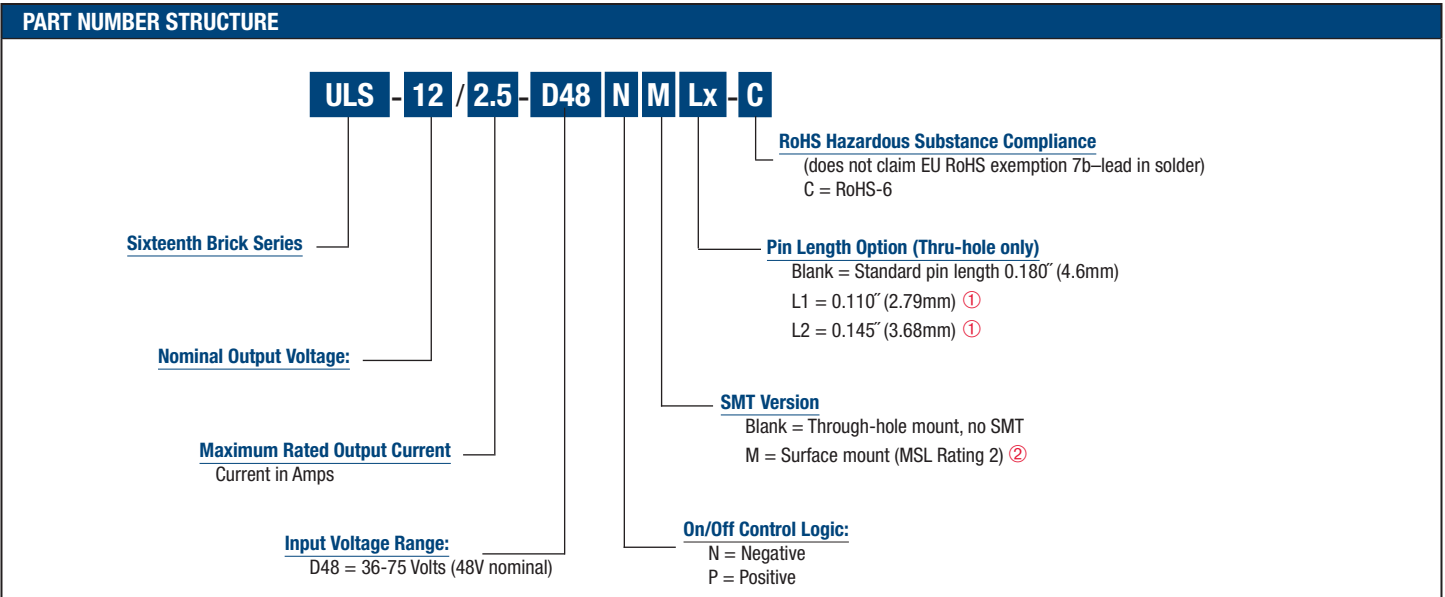 PART NUMBER STRUCTURE
ULS - 12 / 2.5 - D48 N M Lx - C
RoHS Hazardous Substance Compliance
(does not claim EU RoHS exemption 7b–lead in solder)
C = RoHS-6
Sixteenth Brick Series
Pin Length Option (Thru-hole only)
Blank = Standard pin length 0.180˝ (4.6mm)
L1 = 0.110˝ (2.79mm) ①
L2 = 0.145˝ (3.68mm) ①
Nominal Output Voltage:
SMT Version
Blank = Through-hole mount, no SMT
M = Surface mount (MSL Rating 2) ②
Maximum Rated Output Current
Current in Amps
On/Off Control Logic:
N = Negative
P = Positive
Input Voltage Range:
D48 = 36-75 Volts (48V nominal)